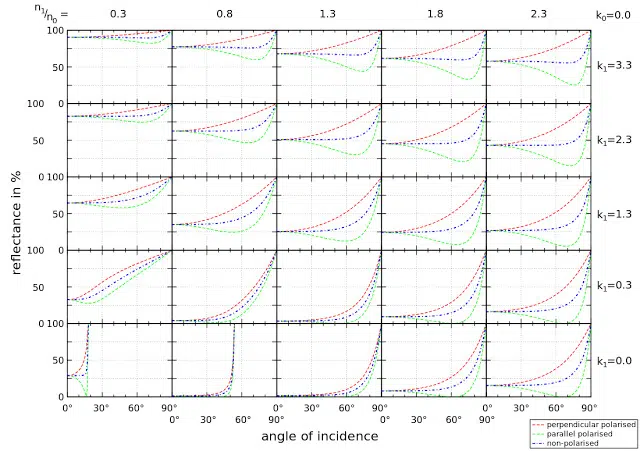 n1/n0 = 0.3 0.8 1.3 1.8 2.3 k0=0.0
100
50
k1=3.3
0
100
50
k1=2.3
0 100
50
k1=1.3
0
100
50
k1=0.3
0 100
50
k1=0.0
0
reflectance in %
0° 30° 60° 90° 0° 30° 60° 90° 0° 30° 60° 90°
0° 30° 60° 90° 0° 30° 60° 90°
angle of incidence
perpendicular polarised
parallel polarised
non-polarised